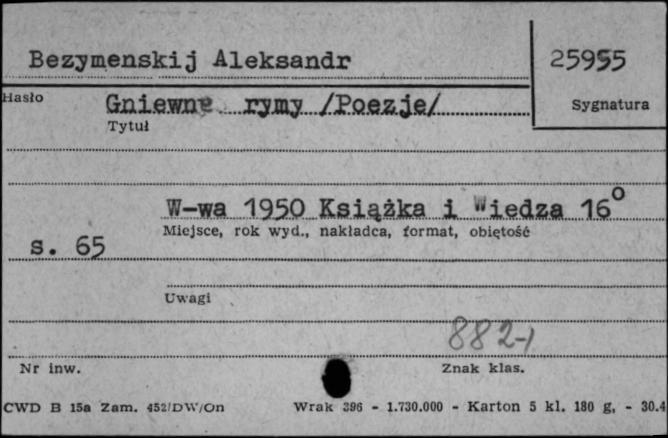 Bezymenskij Aleksandr
25955
Hasło
Gniewne rymy /Poezje/
Sygnatura
Tytuł
W-wa 1950 Książka i Wiedza 16°
Miejsce, rok wyd., nakładca, format, objętość
s. 65
Uwagi
882-1
Nr inw.
Znak klas.
CWD B 15a Zam. 452/DW/On
Wrak 396 - 1.730.000 - Karton 5 kl. 180 g, - 30.4